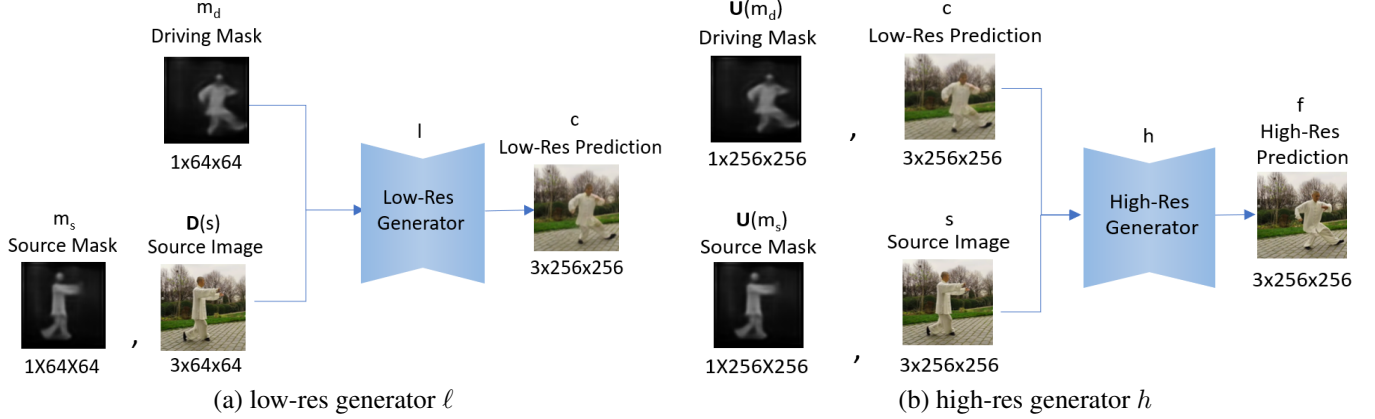 m_d
Driving Mask
1x64x64
m_s
Source Mask
1X64X64
,
D(s)
Source Image
3x64x64
l
Low-Res
Generator
c
Low-Res Prediction
3x256x256
(a) low-res generator ℓ
U(m_d)
Driving Mask
1x256x256
,
c
Low-Res Prediction
3x256x256
U(m_s)
Source Mask
1X256X256
,
s
Source Image
3x256x256
h
High-Res
Generator
f
High-Res
Prediction
3x256x256
(b) high-res generator h